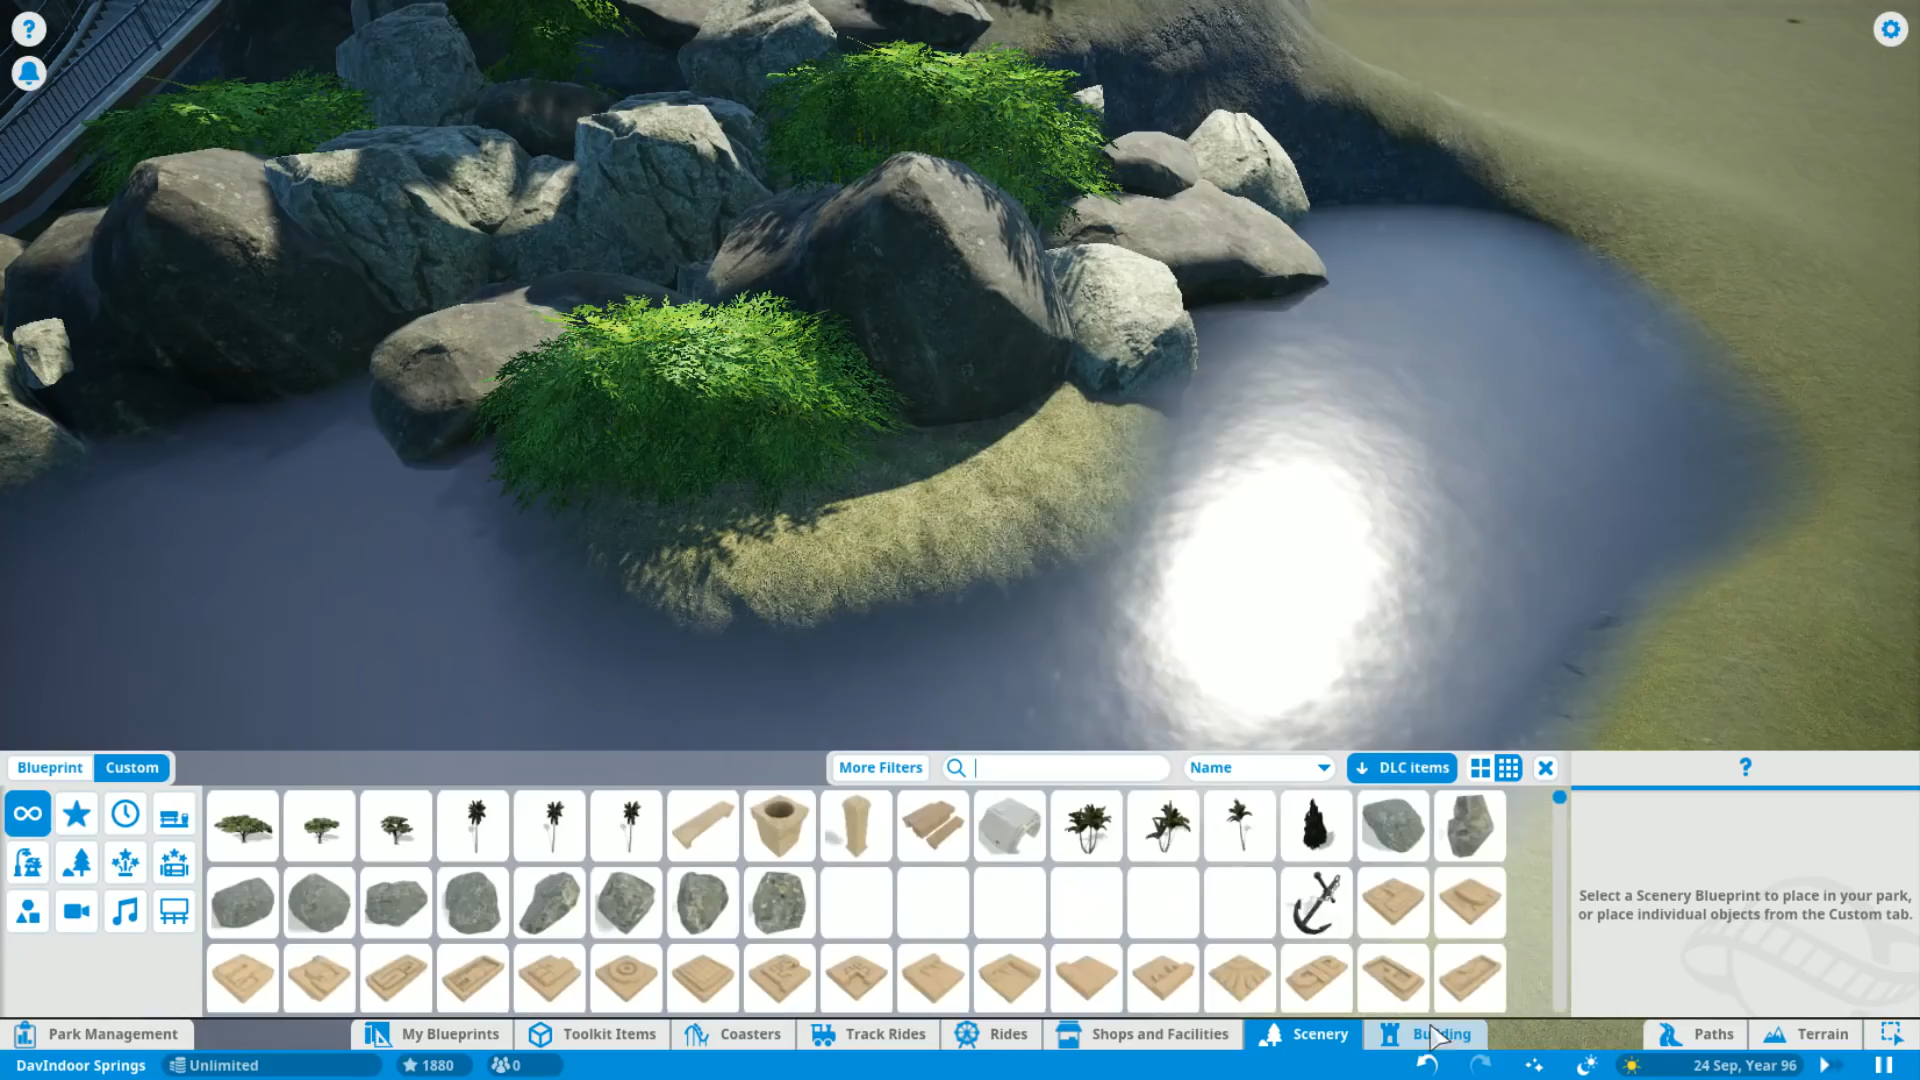 ?
Blueprint Custom More Filters Name DLC items ?
Select a Scenery Blueprint to place in your park,
or place individual objects from the Custom tab.
Park Management My Blueprints Toolkit Items Coasters Track Rides Rides Shops and Facilities Scenery Building Paths Terrain
DavIndoor Springs Unlimited 1880 0 24 Sep, Year 96